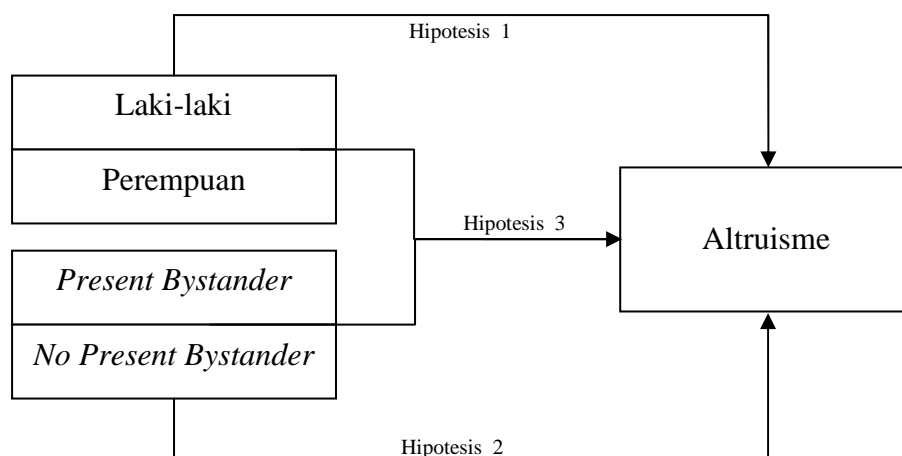 Hipotesis 1
Laki-laki
Perempuan
Present Bystander
No Present Bystander
Hipotesis 3
Altruisme
Hipotesis 2